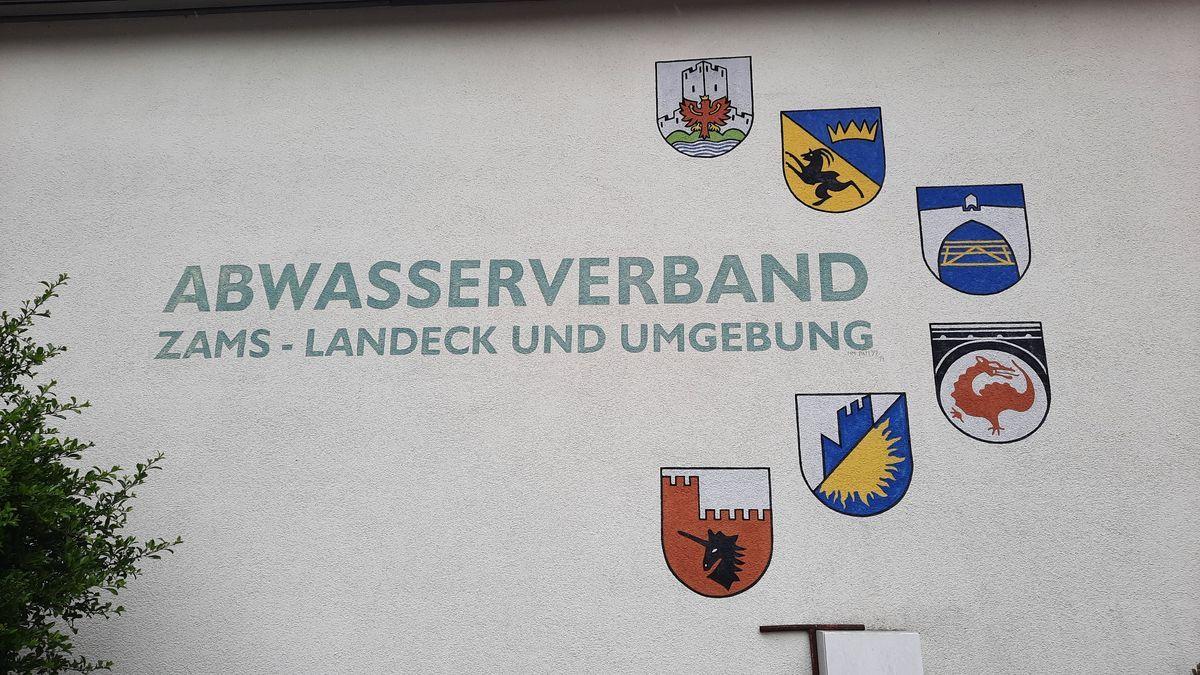 ABWASSERVERBAND
ZAMS - LANDECK UND UMGEBUNG